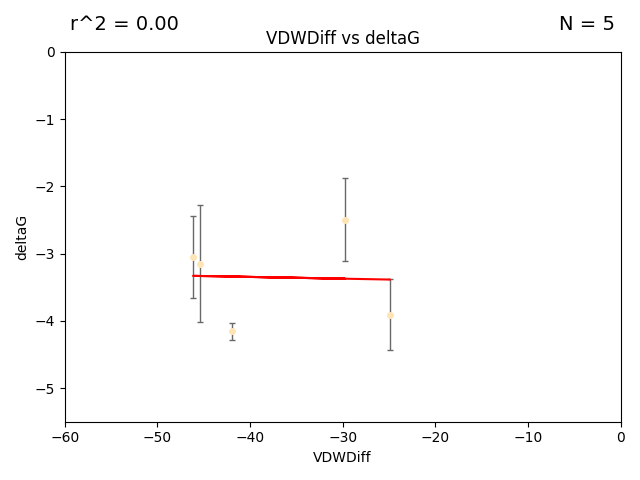 r^2 = 0.00
N = 5
VDWDiff vs deltaG
0
−1
−2
−3
−4
−5
deltaG
−60
−50
−40
−30
−20
−10
0
VDWDiff